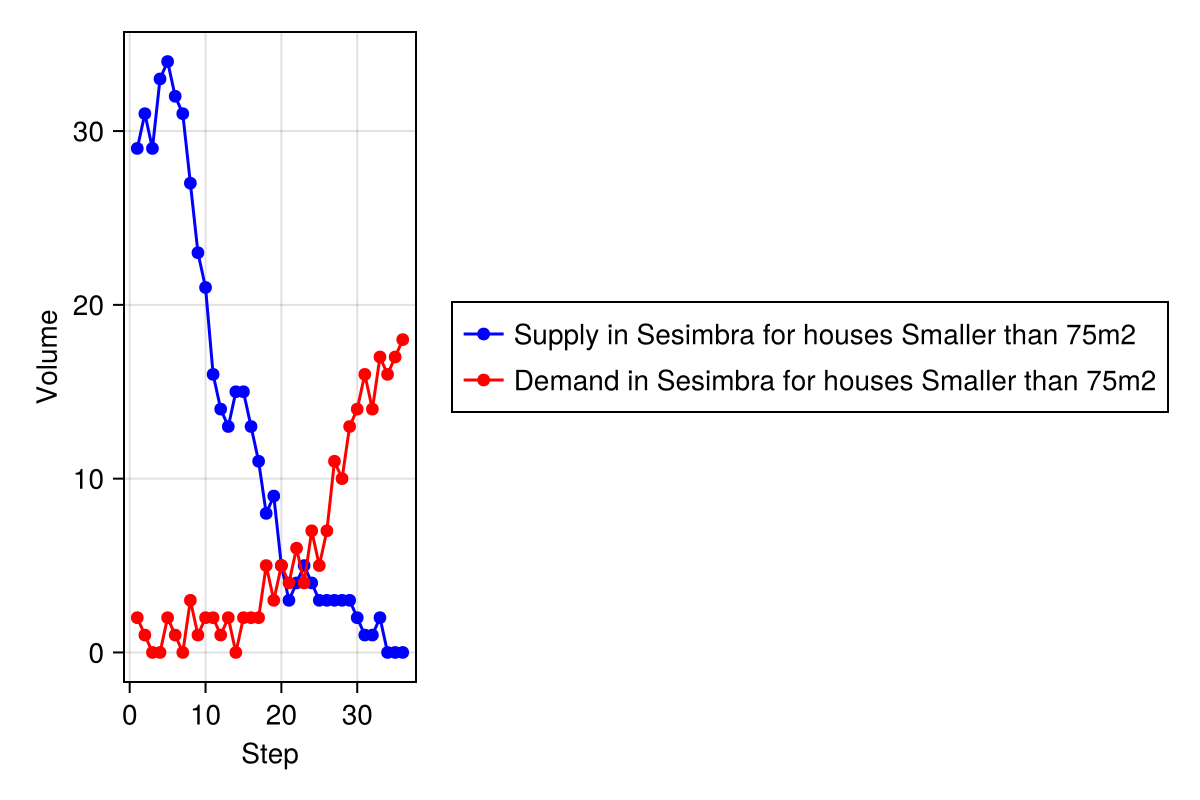 30
20
10
0
Volume
0 10 20 30
Step
Supply in Sesimbra for houses Smaller than 75m2
Demand in Sesimbra for houses Smaller than 75m2